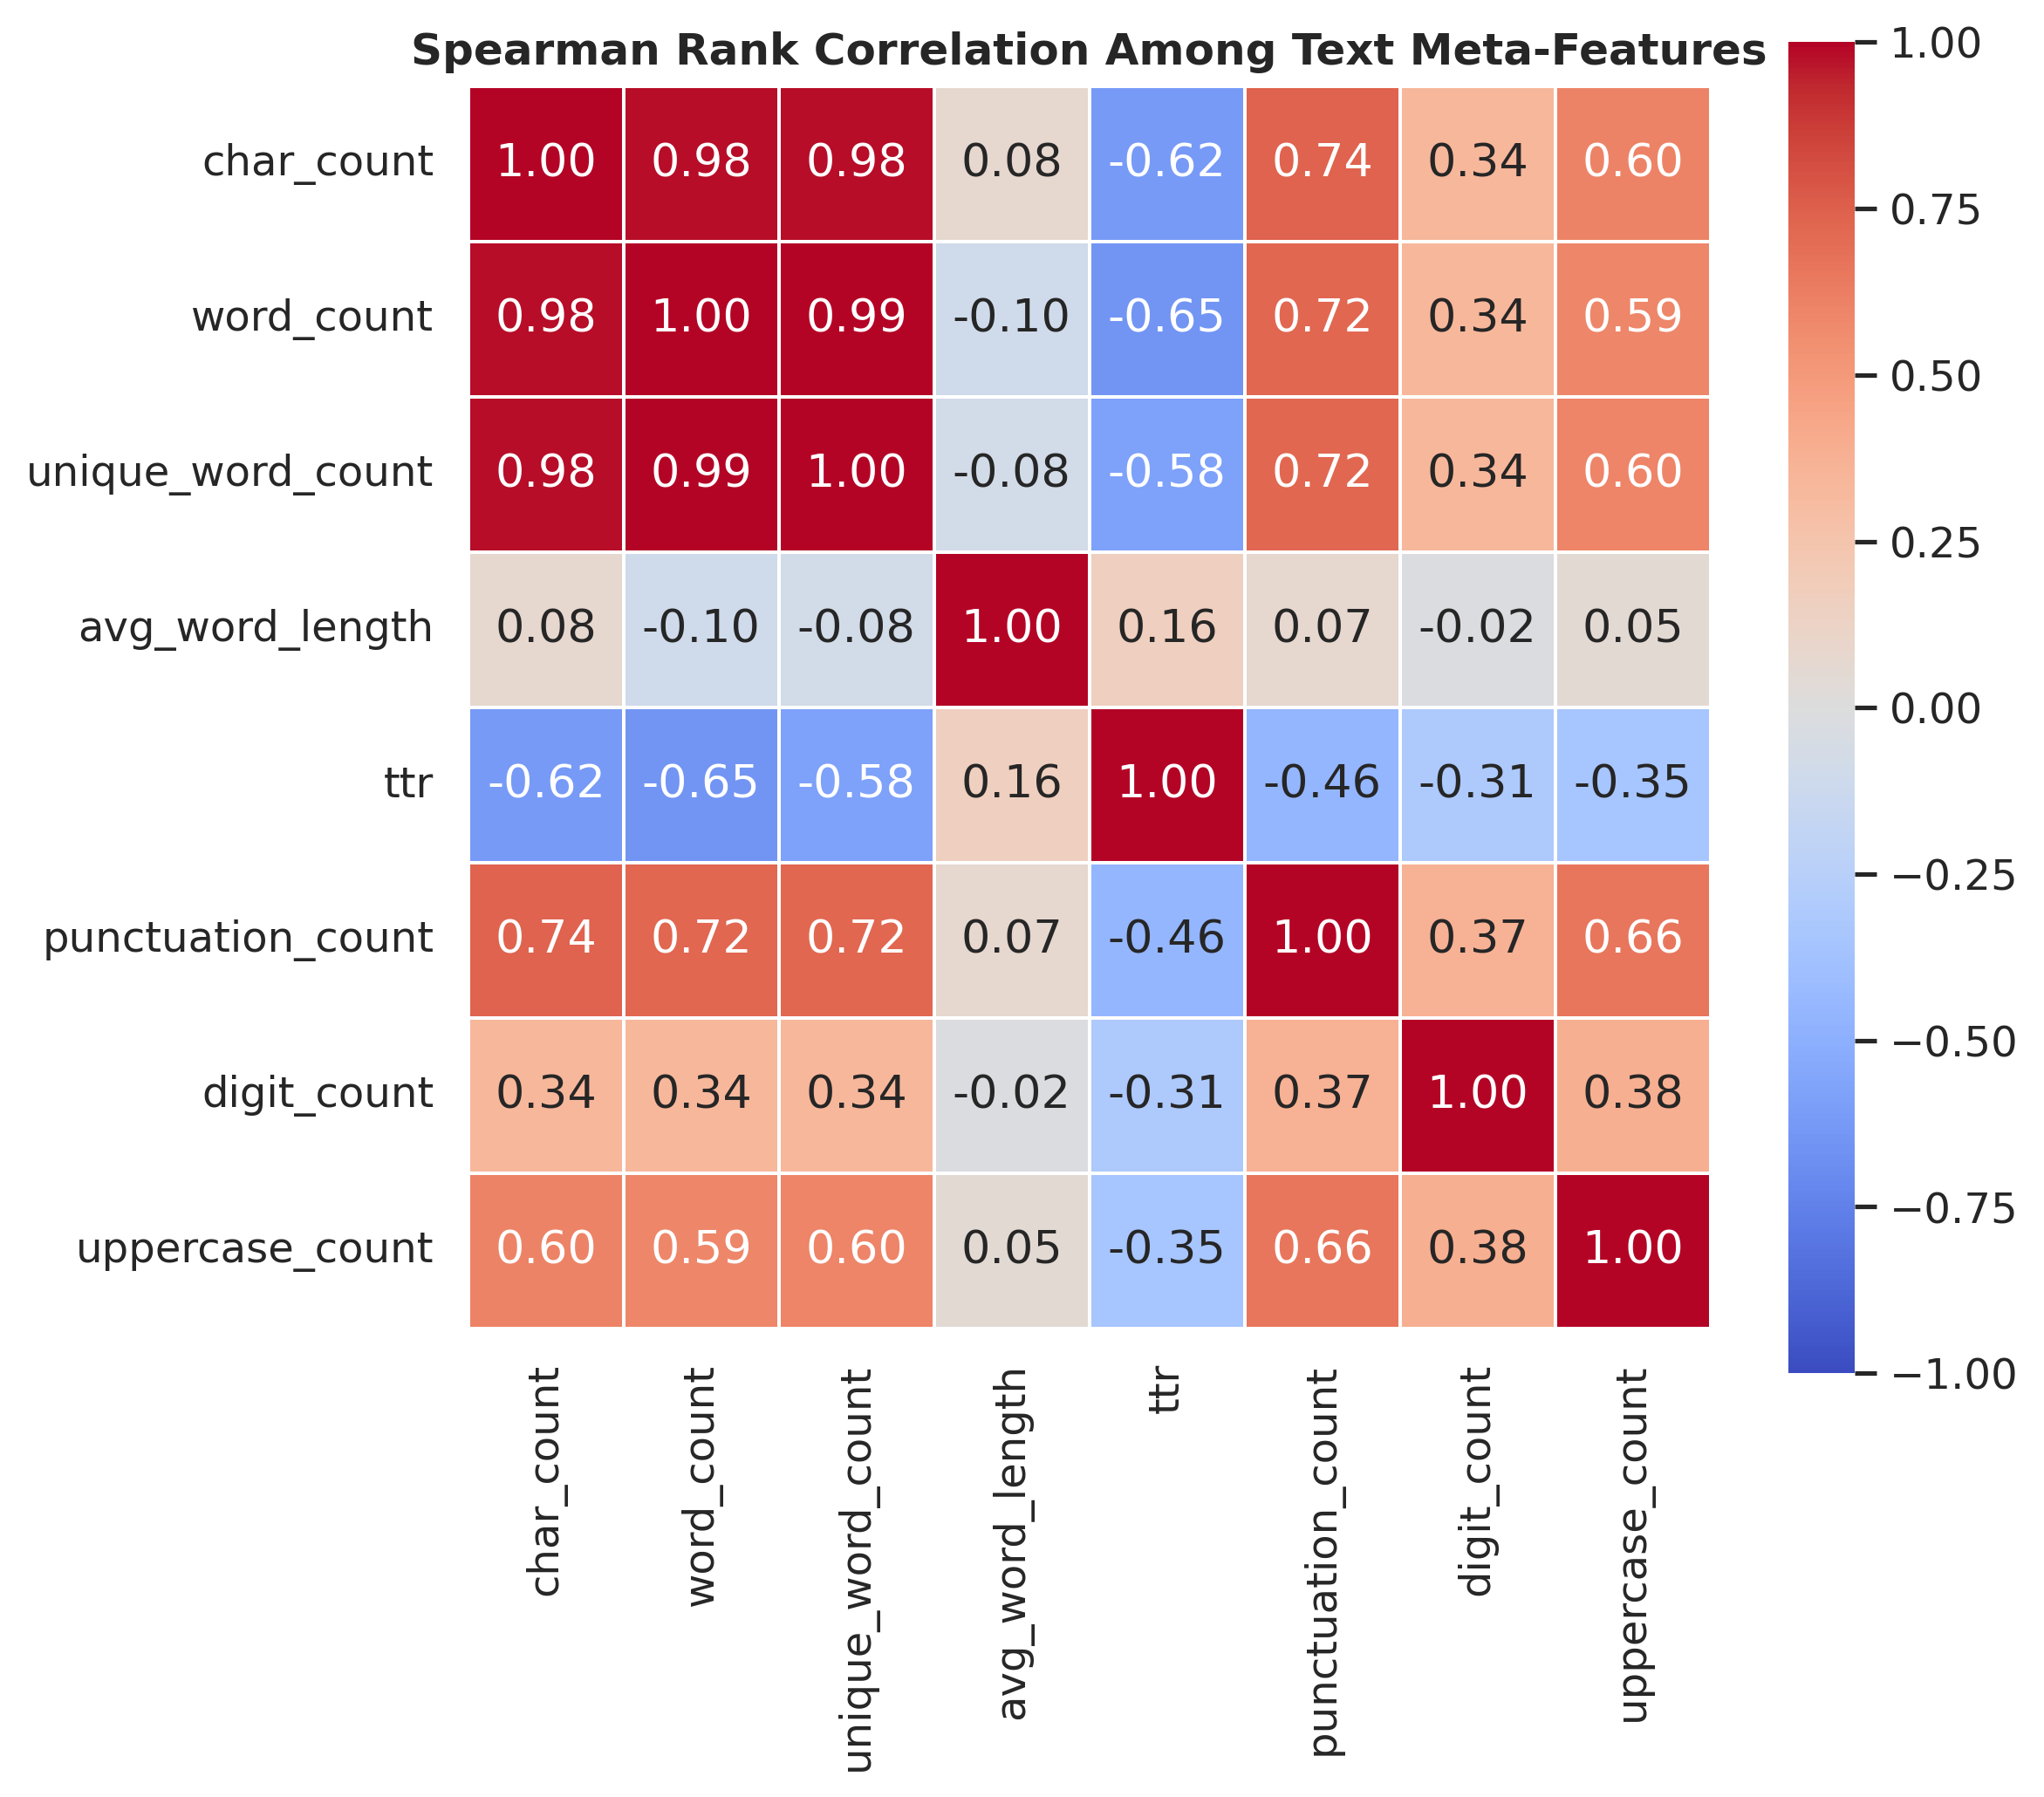 Spearman Rank Correlation Among Text Meta-Features
1.00
char_count 1.00 0.98 0.98 0.08 -0.62 0.74 0.34 0.60
0.75
word_count 0.98 1.00 0.99 -0.10 -0.65 0.72 0.34 0.59
0.50
unique_word_count 0.98 0.99 1.00 -0.08 -0.58 0.72 0.34 0.60
0.25
avg_word_length 0.08 -0.10 -0.08 1.00 0.16 0.07 -0.02 0.05
0.00
ttr -0.62 -0.65 -0.58 0.16 1.00 -0.46 -0.31 -0.35
−0.25
punctuation_count 0.74 0.72 0.72 0.07 -0.46 1.00 0.37 0.66
−0.50
digit_count 0.34 0.34 0.34 -0.02 -0.31 0.37 1.00 0.38
−0.75
uppercase_count 0.60 0.59 0.60 0.05 -0.35 0.66 0.38 1.00
−1.00
char_count
word_count
unique_word_count
avg_word_length
ttr
punctuation_count
digit_count
uppercase_count